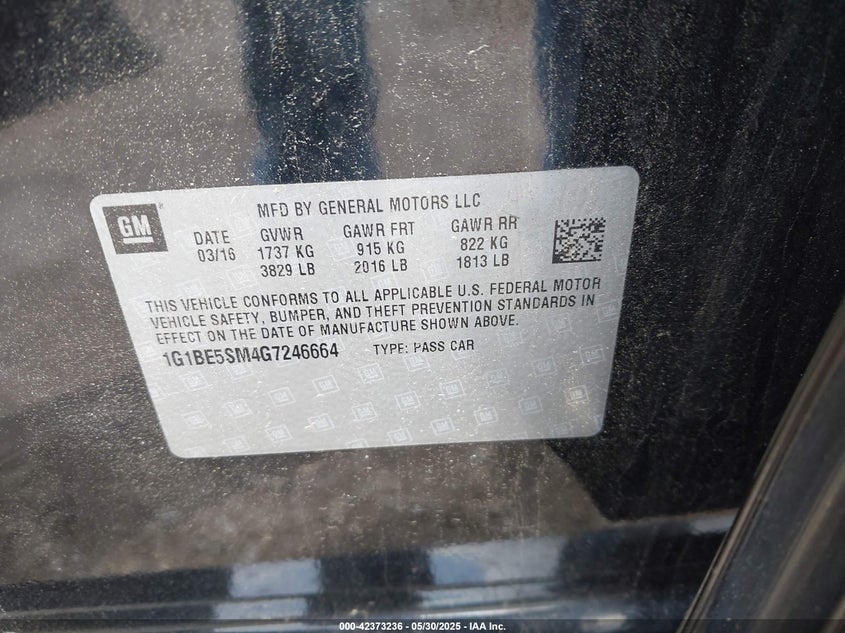 GM
MFD BY GENERAL MOTORS LLC
DATE GVWR GAWR FRT GAWR RR
03/16 1737 KG 915 KG 822 KG
3829 LB 2016 LB 1813 LB
THIS VEHICLE CONFORMS TO ALL APPLICABLE U.S. FEDERAL MOTOR
VEHICLE SAFETY, BUMPER, AND THEFT PREVENTION STANDARDS IN
EFFECT ON THE DATE OF MANUFACTURE SHOWN ABOVE.
1G1BE5SM4G7246664 TYPE: PASS CAR
000-42373236 - 05/30/2025 - IAA Inc.